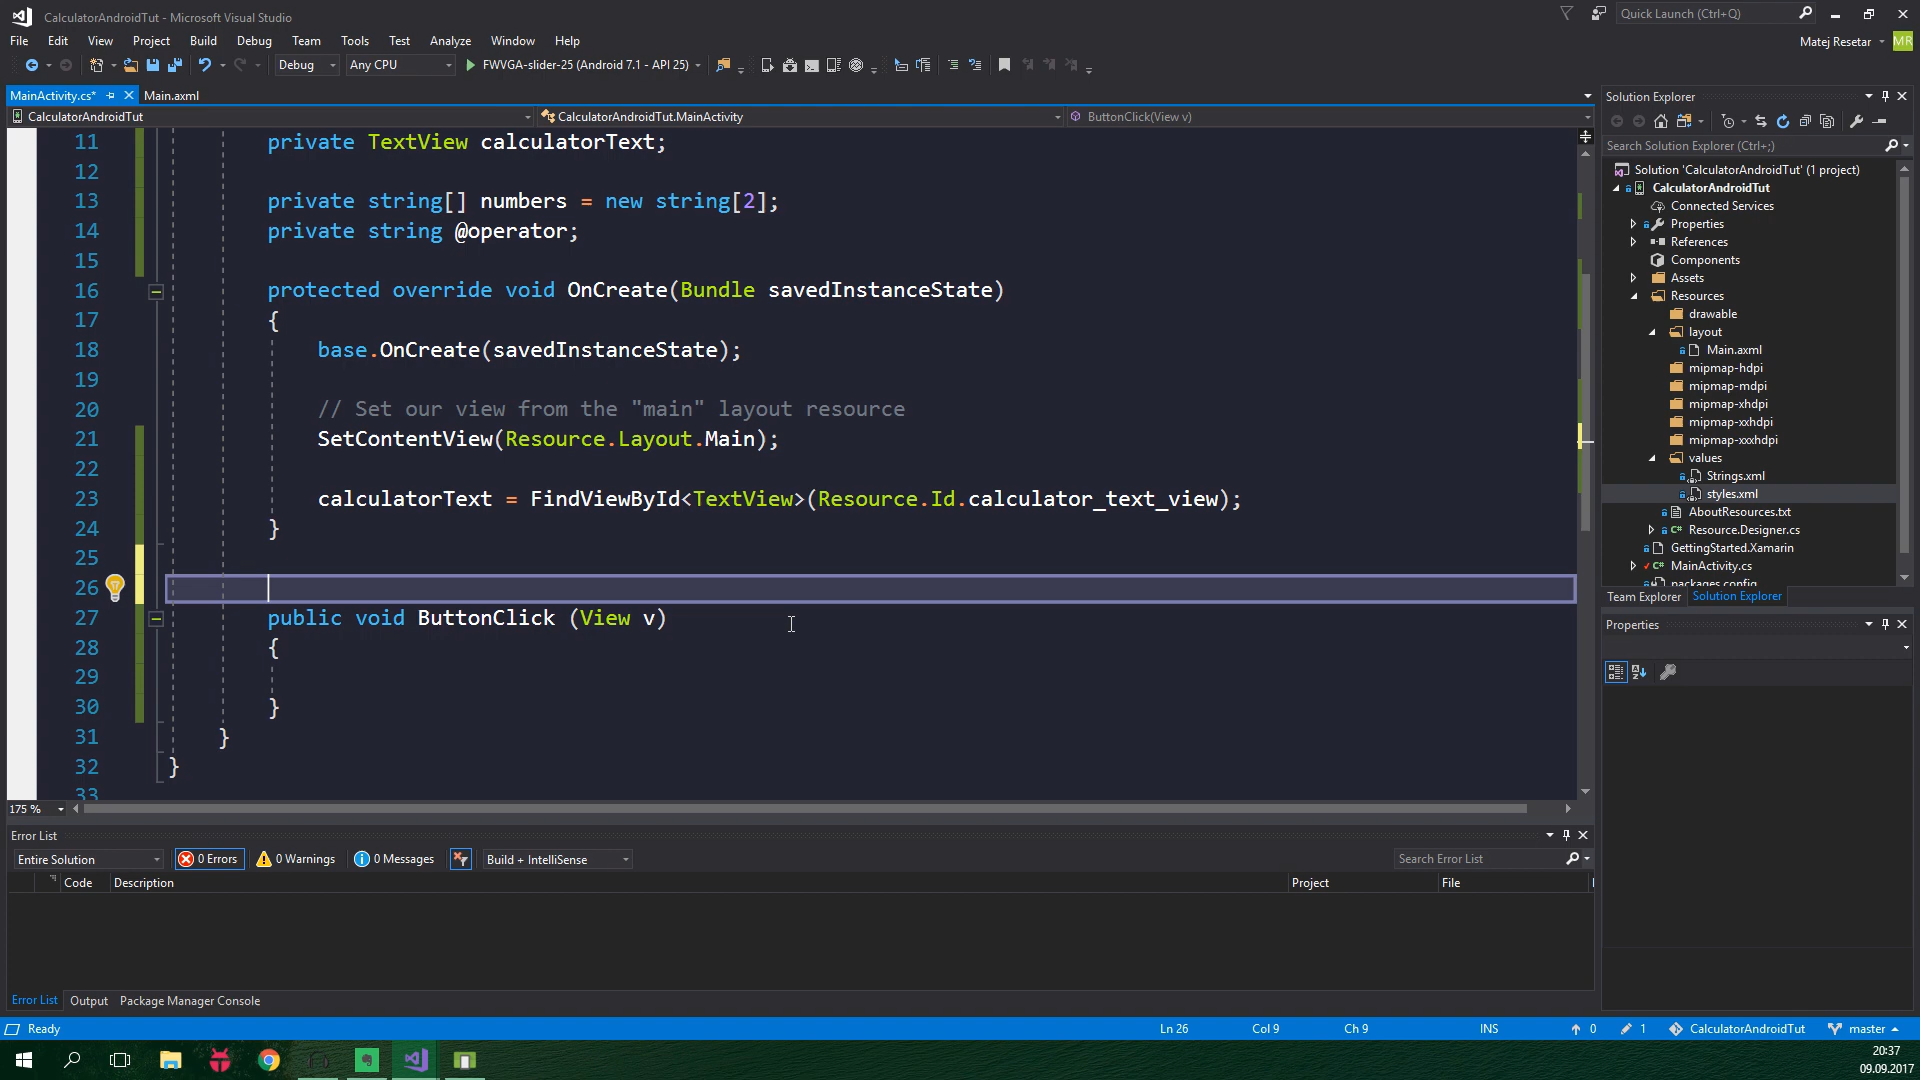 CalculatorAndroidTut - Microsoft Visual Studio
Quick Launch (Ctrl+Q)
File Edit View Project Build Debug Team Tools Test Analyze Window Help
Matej Resetar MR
Debug Any CPU FWVGA-slider-25 (Android 7.1 - API 25)
MainActivity.cs* Main.axml
CalculatorAndroidTut CalculatorAndroidTut.MainActivity ButtonClick(View v)
11 private TextView calculatorText;
12
13 private string[] numbers = new string[2];
14 private string @operator;
15
16 protected override void OnCreate(Bundle savedInstanceState)
17 {
18 base.OnCreate(savedInstanceState);
19
20 // Set our view from the "main" layout resource
21 SetContentView(Resource.Layout.Main);
22
23 calculatorText = FindViewById<TextView>(Resource.Id.calculator_text_view);
24 }
25
26
27 public void ButtonClick (View v)
28 {
29
30 }
31 }
32 }
33
175 %
Solution Explorer
Search Solution Explorer (Ctrl+;)
Solution 'CalculatorAndroidTut' (1 project)
CalculatorAndroidTut
Connected Services
Properties
References
Components
Assets
Resources
drawable
layout
Main.axml
mipmap-hdpi
mipmap-mdpi
mipmap-xhdpi
mipmap-xxhdpi
mipmap-xxxhdpi
values
Strings.xml
styles.xml
AboutResources.txt
C# Resource.Designer.cs
GettingStarted.Xamarin
C# MainActivity.cs
packages.config
Team Explorer Solution Explorer
Properties
Error List
Entire Solution 0 Errors 0 Warnings 0 Messages Build + IntelliSense Search Error List
Code Description Project File
Error List Output Package Manager Console
Ready Ln 26 Col 9 Ch 9 INS 0 1 CalculatorAndroidTut master
20:37
09.09.2017